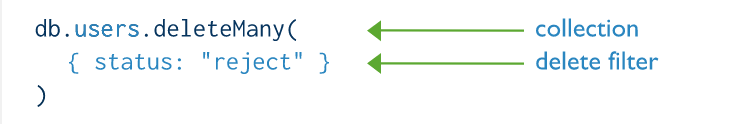 db.users.deleteMany( collection
{ status: "reject" } delete filter
)